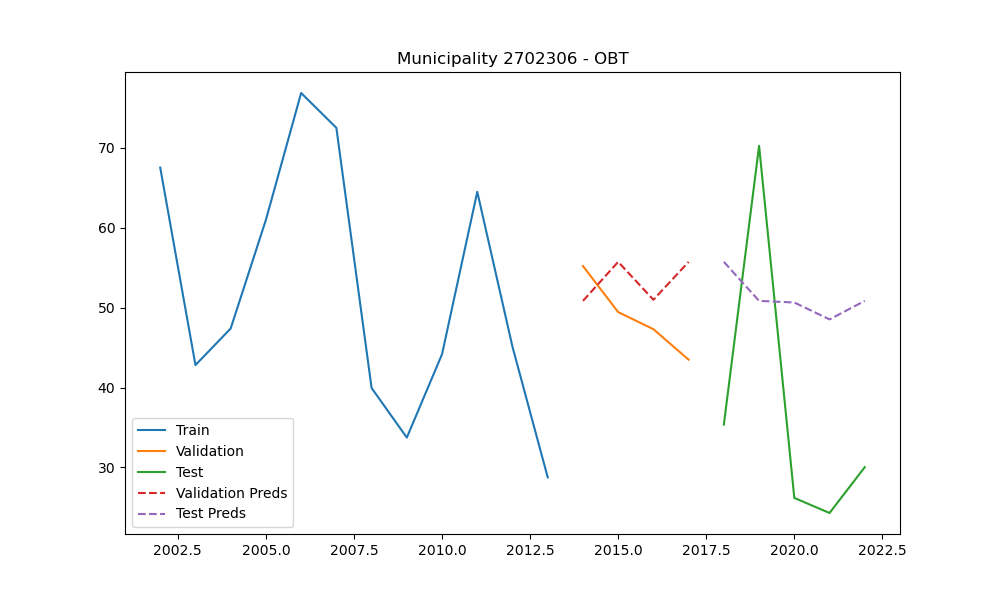 Municipality 2702306 - OBT
70
60
50
40
30
Train
Validation
Test
Validation Preds
Test Preds
2002.5 2005.0 2007.5 2010.0 2012.5 2015.0 2017.5 2020.0 2022.5